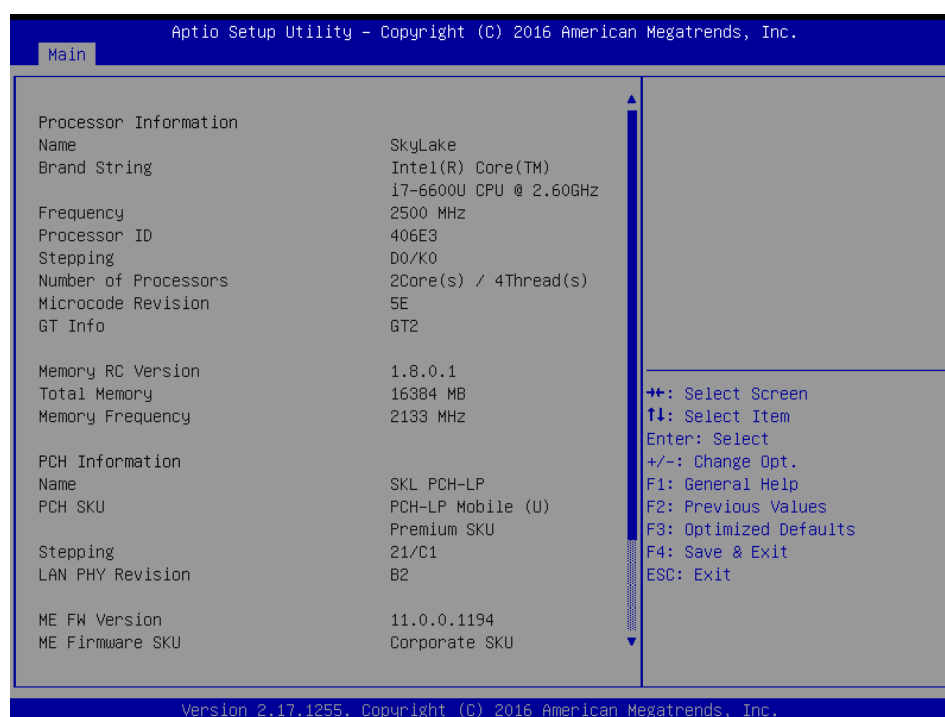 Aptio Setup Utility – Copyright (C) 2016 American Megatrends, Inc.
Main
Processor Information
Name SkyLake
Brand String Intel(R) Core(TM)
i7-6600U CPU @ 2.60GHz
Frequency 2500 MHz
Processor ID 406E3
Stepping D0/K0
Number of Processors 2Core(s) / 4Thread(s)
Microcode Revision 5E
GT Info GT2
Memory RC Version 1.8.0.1
Total Memory 16384 MB
Memory Frequency 2133 MHz
PCH Information
Name SKL PCH-LP
PCH SKU PCH-LP Mobile (U)
Premium SKU
Stepping 21/C1
LAN PHY Revision B2
ME FW Version 11.0.0.1194
ME Firmware SKU Corporate SKU
→←: Select Screen
↑↓: Select Item
Enter: Select
+/-: Change Opt.
F1: General Help
F2: Previous Values
F3: Optimized Defaults
F4: Save & Exit
ESC: Exit
Version 2.17.1255. Copyright (C) 2016 American Megatrends, Inc.